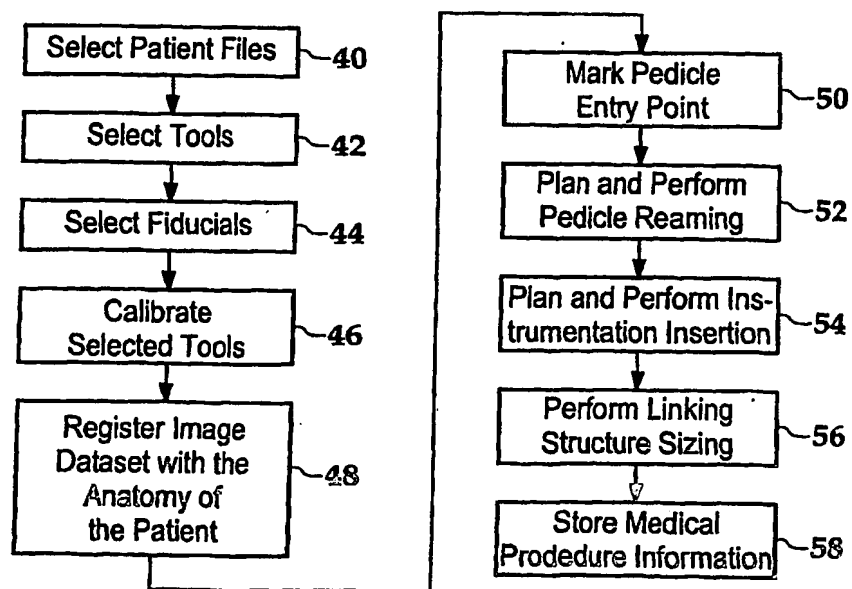 Select Patient Files
40
Select Tools
42
Select Fiducials
44
Calibrate
Selected Tools
46
Register Image
Dataset with the
Anatomy of
the Patient
48
Mark Pedicle
Entry Point
50
Plan and Perform
Pedicle Reaming
52
Plan and Perform Ins-
trumentation Insertion
54
Perform Linking
Structure Sizing
56
Store Medical
Prodedure Information
58